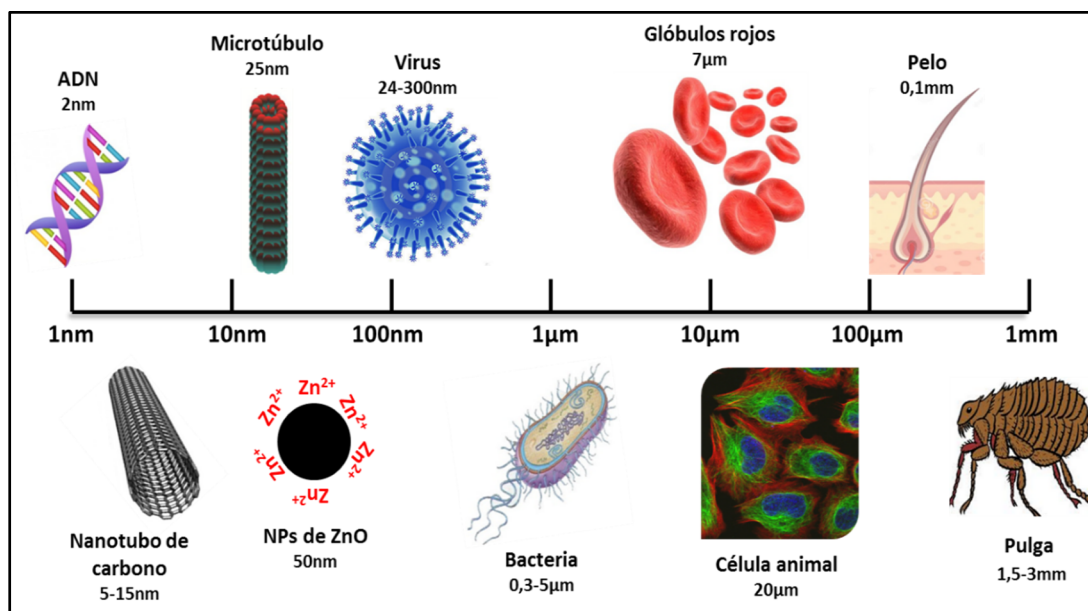 ADN
2nm
Microtúbulo
25nm
Virus
24-300nm
Glóbulos rojos
7µm
Pelo
0,1mm
1nm
10nm
100nm
1µm
10µm
100µm
1mm
Nanotubo de
carbono
5-15nm
Zn²⁺
Zn²⁺
Zn²⁺
Zn²⁺
Zn²⁺
Zn²⁺
NPs de ZnO
50nm
Bacteria
0,3-5µm
Célula animal
20µm
Pulga
1,5-3mm